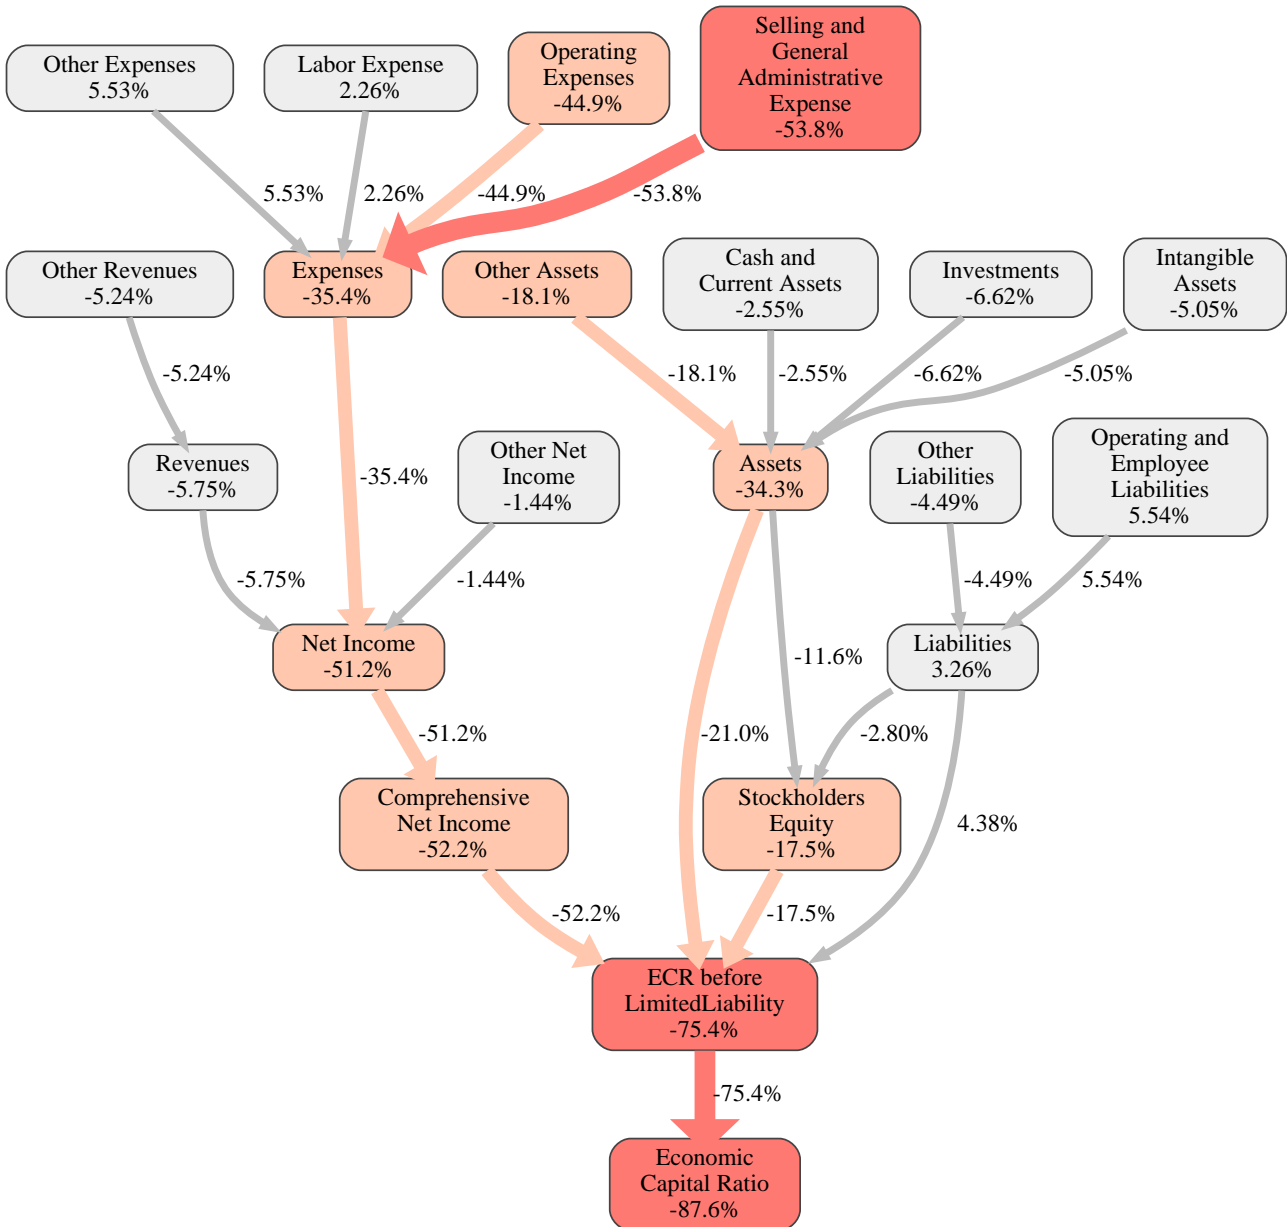 Selling and
General
Administrative
Expense
-53.8%
Operating
Expenses
-44.9%
Other Expenses
5.53%
Labor Expense
2.26%
5.53%
2.26%
-44.9%
-53.8%
Other Revenues
-5.24%
Expenses
-35.4%
Other Assets
-18.1%
Cash and
Current Assets
-2.55%
Investments
-6.62%
Intangible
Assets
-5.05%
-5.24%
-18.1%
-2.55%
-6.62%
-5.05%
Revenues
-5.75%
-35.4%
Other Net
Income
-1.44%
Assets
-34.3%
Other
Liabilities
-4.49%
Operating and
Employee
Liabilities
5.54%
-5.75%
-1.44%
-4.49%
5.54%
Net Income
-51.2%
-11.6%
Liabilities
3.26%
-51.2%
-21.0%
-2.80%
Comprehensive
Net Income
-52.2%
Stockholders
Equity
-17.5%
4.38%
-52.2%
-17.5%
ECR before
LimitedLiability
-75.4%
-75.4%
Economic
Capital Ratio
-87.6%